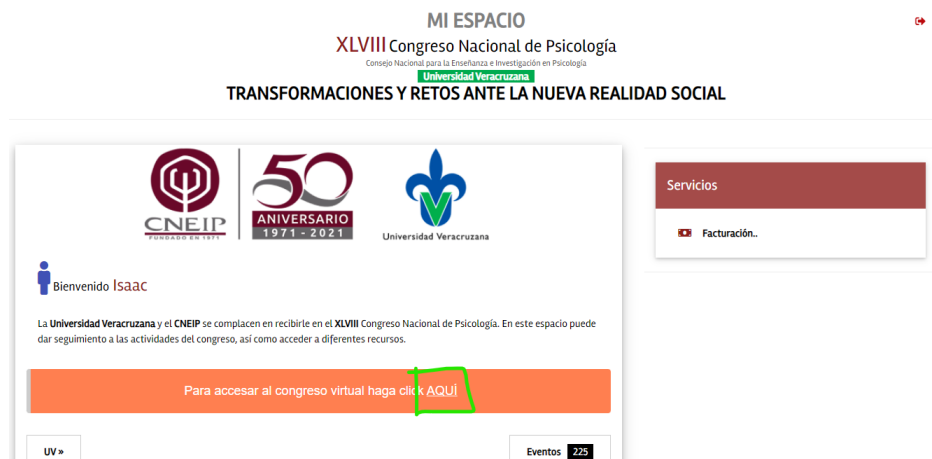 MI ESPACIO
XLVIII Congreso Nacional de Psicología
Consejo Nacional para la Enseñanza e Investigación en Psicología
Universidad Veracruzana
TRANSFORMACIONES Y RETOS ANTE LA NUEVA REALIDAD SOCIAL
CNEIP
FUNDADO EN 1971
50
ANIVERSARIO
1971 - 2021
Universidad Veracruzana
Bienvenido Isaac
La Universidad Veracruzana y el CNEIP se complacen en recibirle en el XLVIII Congreso Nacional de Psicología. En este espacio puede
dar seguimiento a las actividades del congreso, así como acceder a diferentes recursos.
Para accesar al congreso virtual haga click AQUÌ
UV »
Eventos 225
Servicios
Facturación..